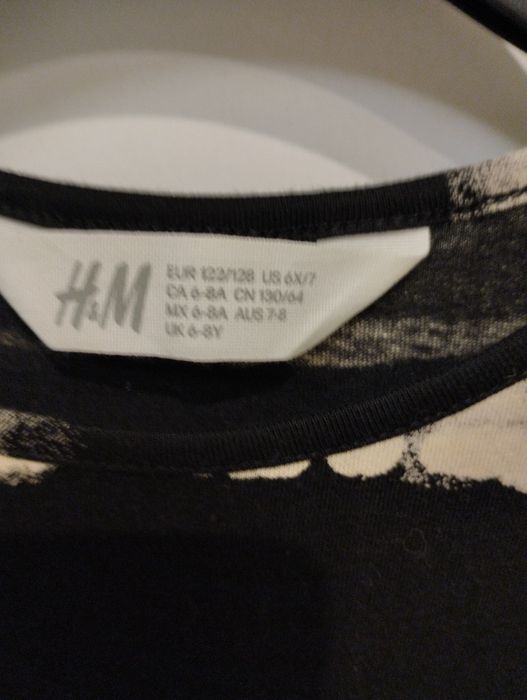 H&M
EUR 122/128 US 6X/7
CA 6-8A CN 130/64
MX 6-8A AUS 7-8
UK 6-8Y